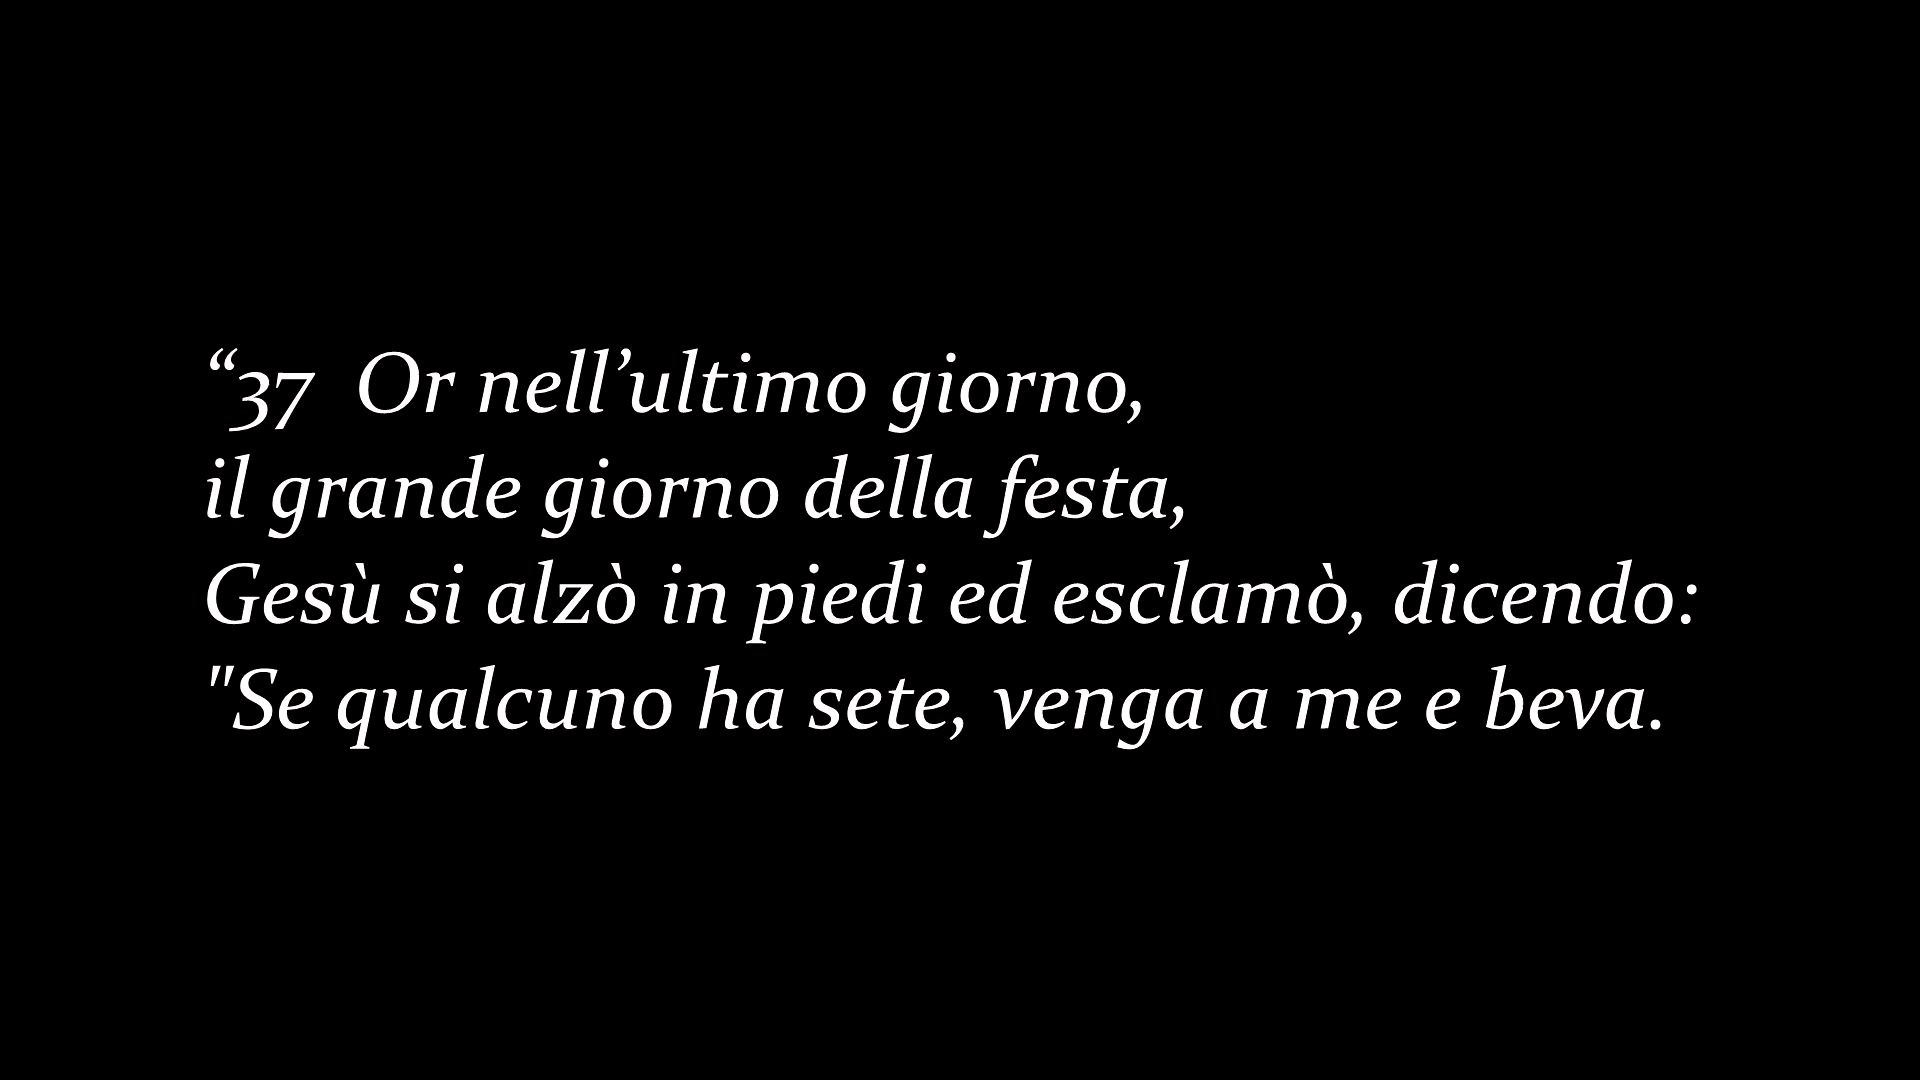 “37  Or nell’ultimo giorno,
il grande giorno della festa,
Gesù si alzò in piedi ed esclamò, dicendo:
"Se qualcuno ha sete, venga a me e beva.